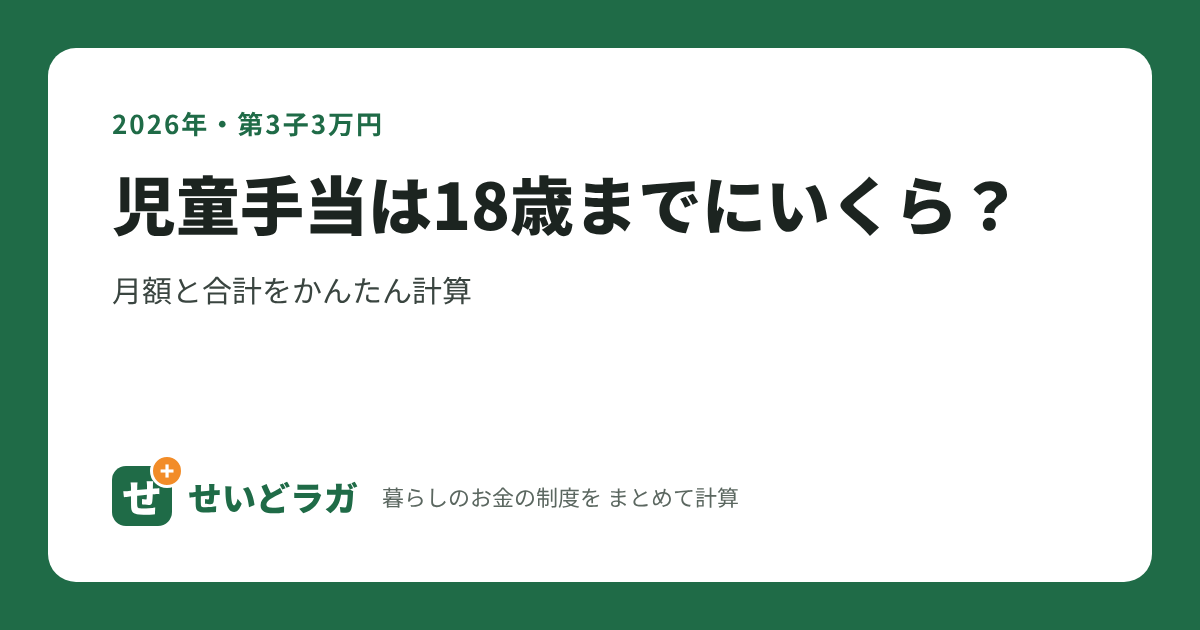 2026年・第3子3万円
児童手当は18歳までにいくら？
月額と合計をかんたん計算
せ+
せいどラガ 暮らしのお金の制度を まとめて計算